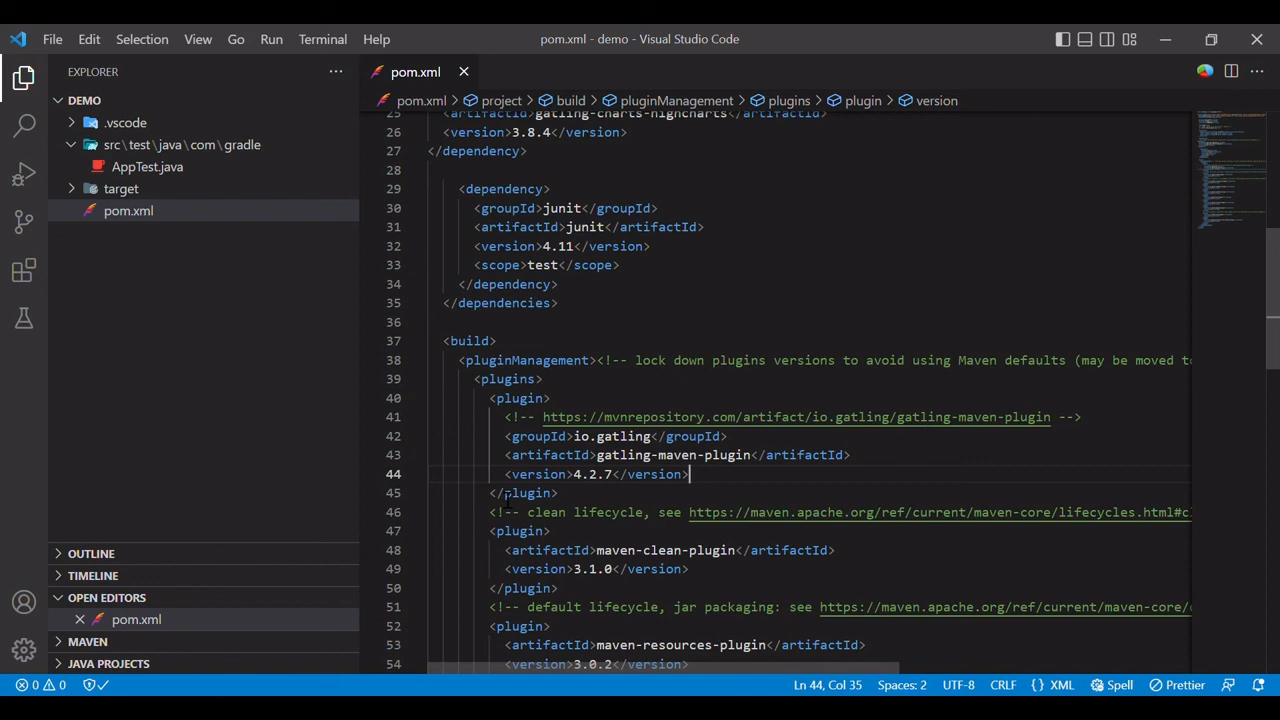 File Edit Selection View Go Run Terminal Help pom.xml - demo - Visual Studio Code
EXPLORER
DEMO
.vscode
src\test\java\com\gradle
AppTest.java
target
pom.xml
OUTLINE
TIMELINE
OPEN EDITORS
pom.xml
MAVEN
JAVA PROJECTS
pom.xml
pom.xml > project > build > pluginManagement > plugins > plugin > version
25 <artifactId>gatling-charts-highcharts</artifactId>
26 <version>3.8.4</version>
27 </dependency>
28
29 <dependency>
30 <groupId>junit</groupId>
31 <artifactId>junit</artifactId>
32 <version>4.11</version>
33 <scope>test</scope>
34 </dependency>
35 </dependencies>
36
37 <build>
38 <pluginManagement><!-- lock down plugins versions to avoid using Maven defaults (may be moved to
39 <plugins>
40 <plugin>
41 <!-- https://mvnrepository.com/artifact/io.gatling/gatling-maven-plugin -->
42 <groupId>io.gatling</groupId>
43 <artifactId>gatling-maven-plugin</artifactId>
44 <version>4.2.7</version>
45 </plugin>
46 <!-- clean lifecycle, see https://maven.apache.org/ref/current/maven-core/lifecycles.html#c
47 <plugin>
48 <artifactId>maven-clean-plugin</artifactId>
49 <version>3.1.0</version>
50 </plugin>
51 <!-- default lifecycle, jar packaging: see https://maven.apache.org/ref/current/maven-core/
52 <plugin>
53 <artifactId>maven-resources-plugin</artifactId>
54 <version>3.0.2</version>
0 0 Ln 44, Col 35 Spaces: 2 UTF-8 CRLF {} XML Spell Prettier